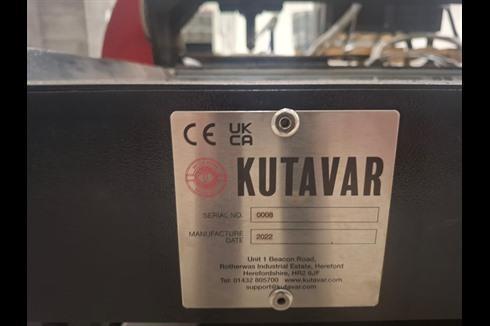 CE UK
CA
KUTAVAR
SERIAL NO. 0008
MANUFACTURE
DATE 2022
Unit 1 Beacon Road,
Rotherwas Industrial Estate, Hereford
Herefordshire, HR2 6JF
Tel: 01432 805700 www.kutavar.com
support@kutavar.com